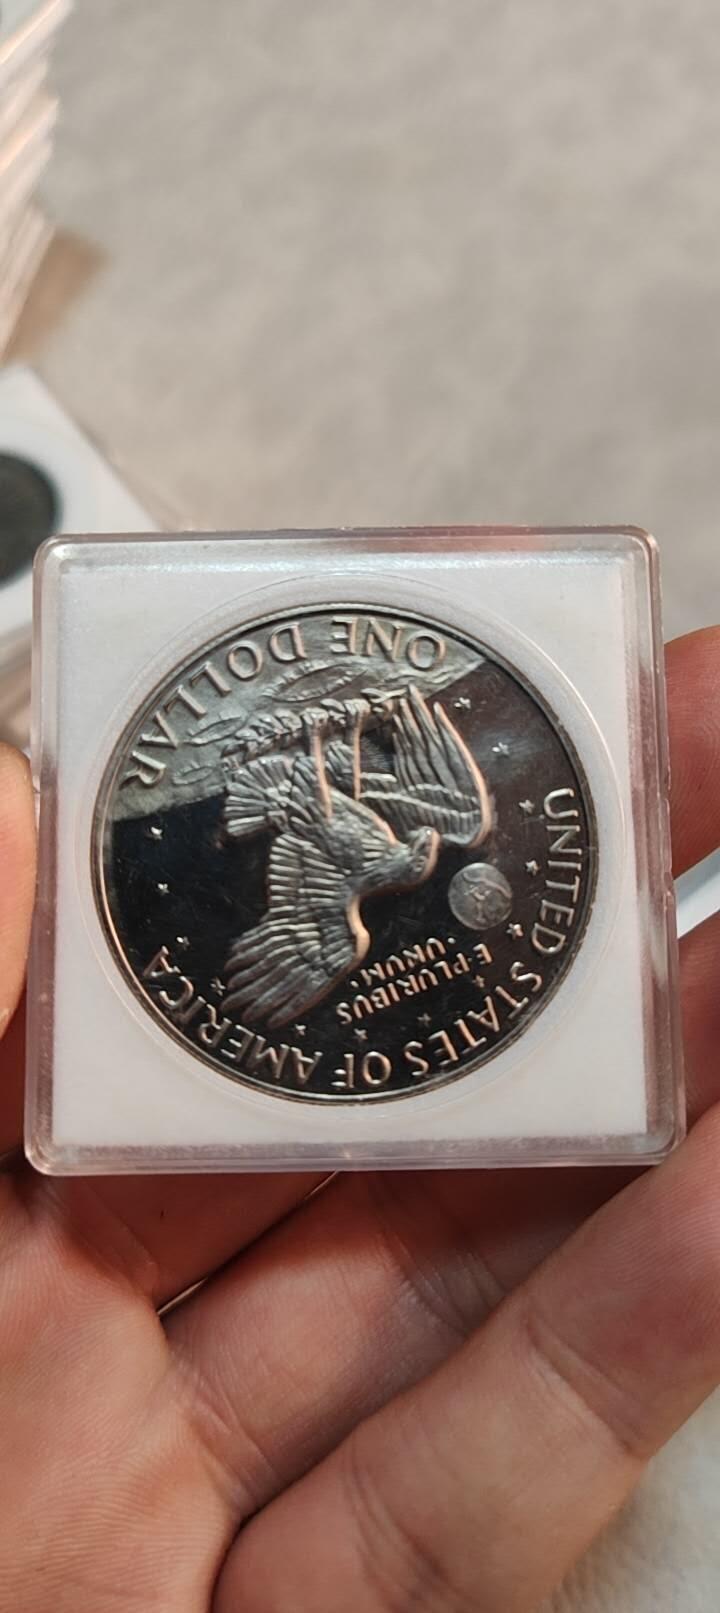 UNITED STATES OF AMERICA
E·PLURIBUS
·UNUM·
ONE DOLLAR